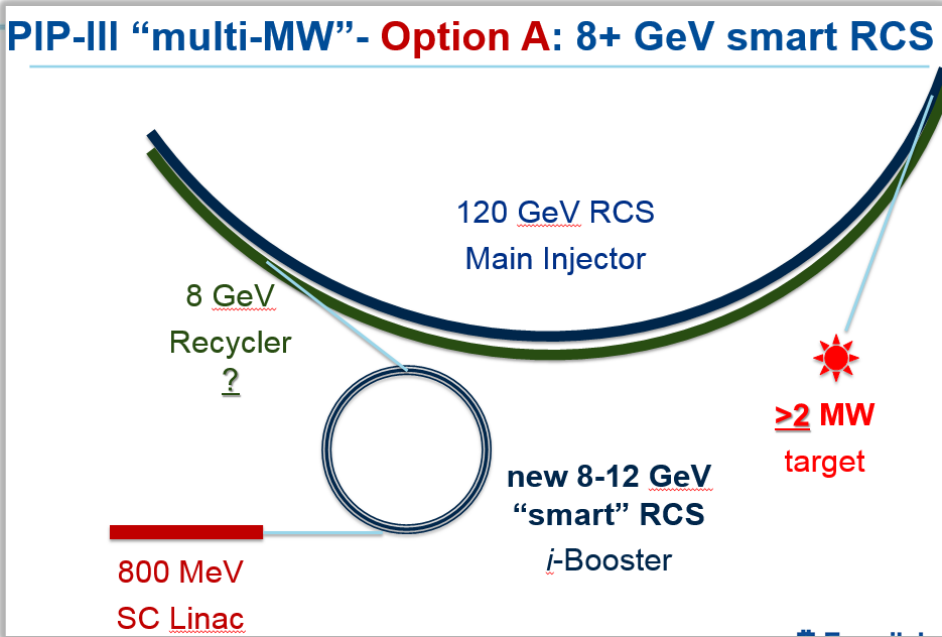 PIP-III “multi-MW”- Option A: 8+ GeV smart RCS
120 GeV RCS
Main Injector
8 GeV
Recycler
?
>2 MW
target
new 8-12 GeV
“smart” RCS
i-Booster
800 MeV
SC Linac